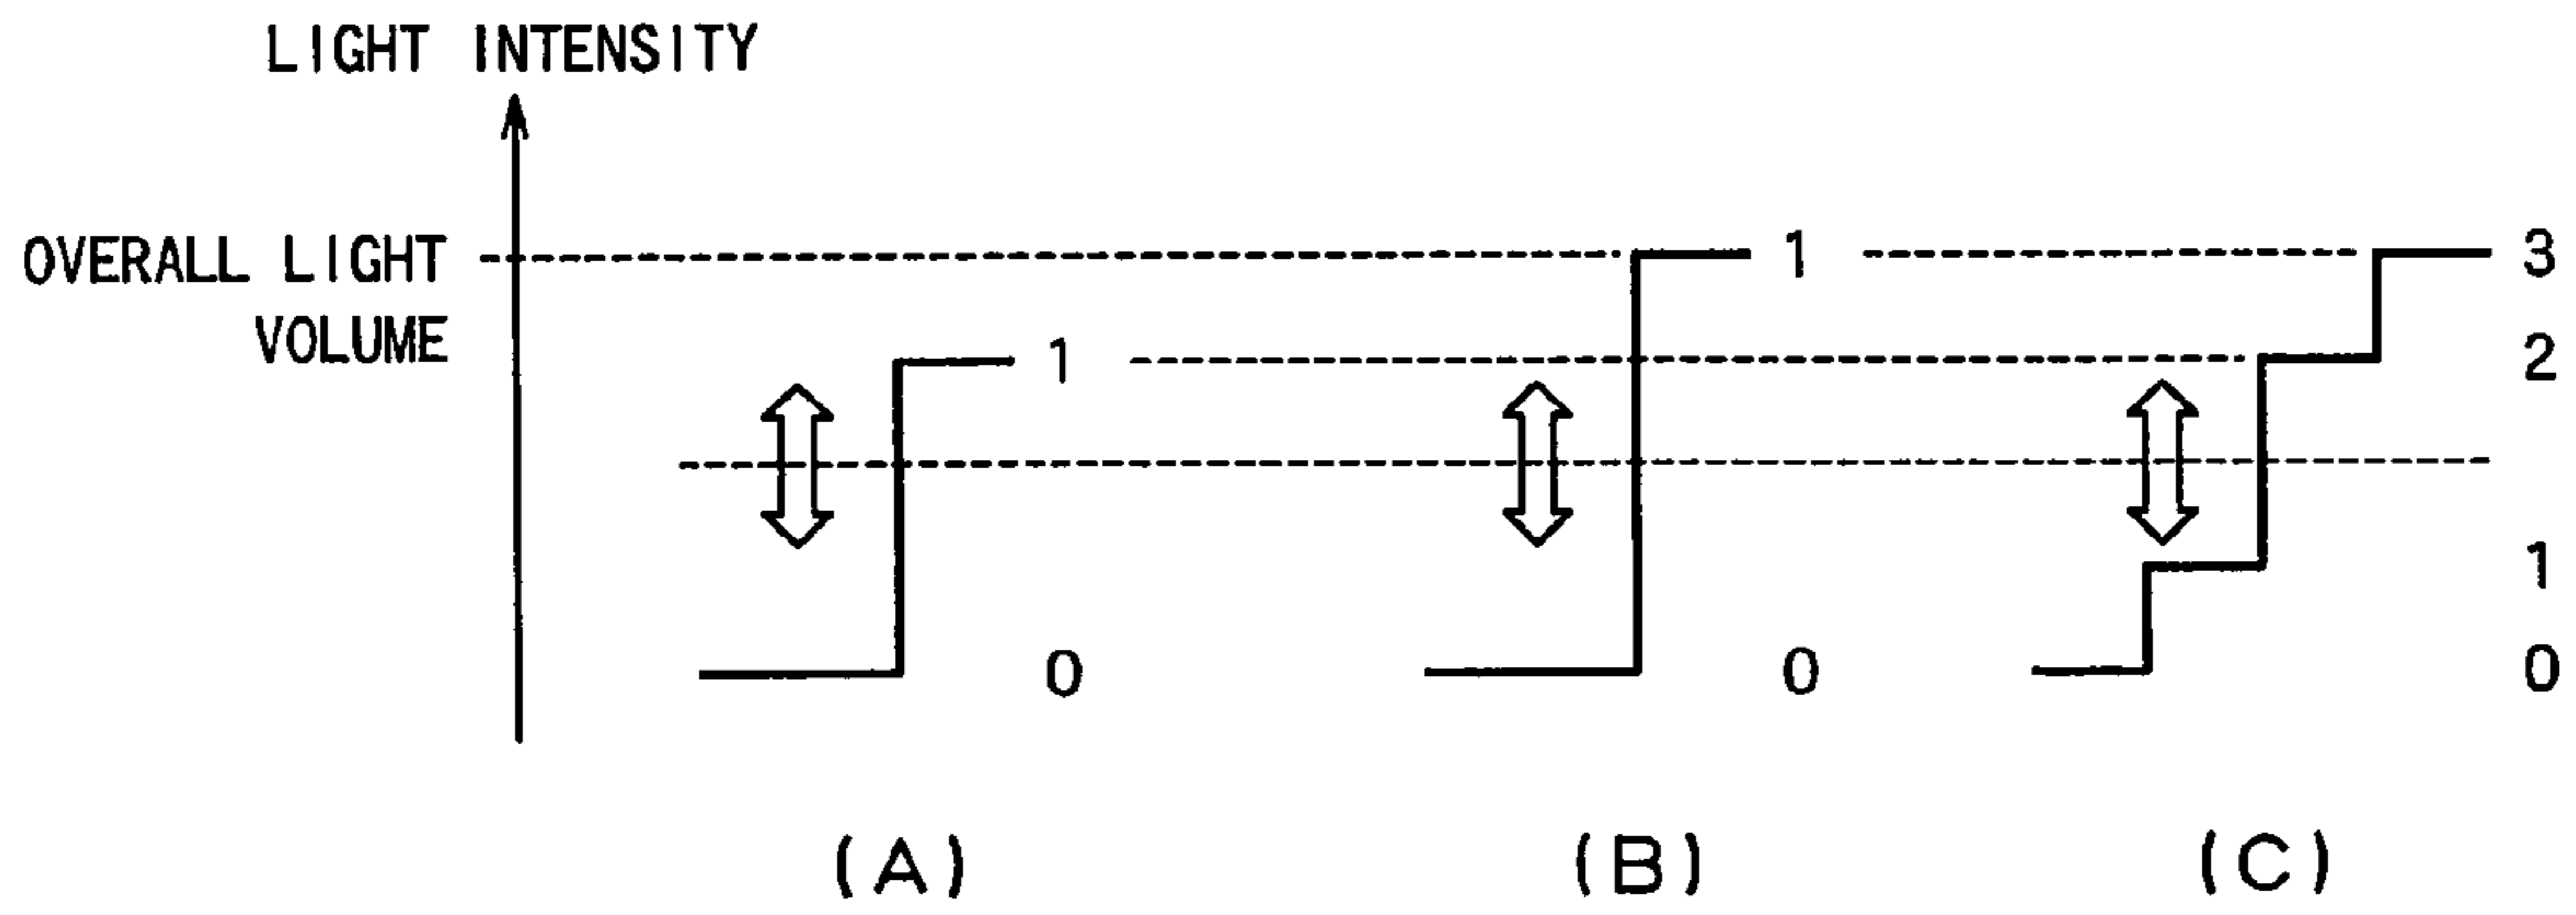 LIGHT INTENSITY
OVERALL LIGHT
VOLUME
1
0
1
0
3
2
1
0
(A)
(B)
(C)